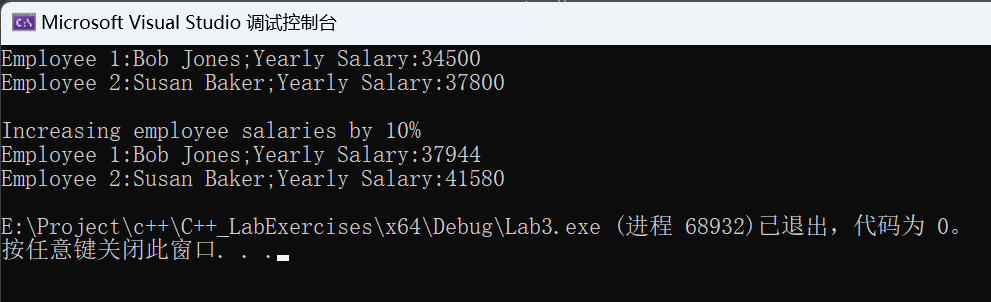 Microsoft Visual Studio 调试控制台
Employee 1:Bob Jones;Yearly Salary:34500
Employee 2:Susan Baker;Yearly Salary:37800
Increasing employee salaries by 10%
Employee 1:Bob Jones;Yearly Salary:37944
Employee 2:Susan Baker;Yearly Salary:41580
E:\Project\c++\C++_LabExercises\x64\Debug\Lab3.exe (进程 68932)已退出，代码为 0。
按任意键关闭此窗口. . .